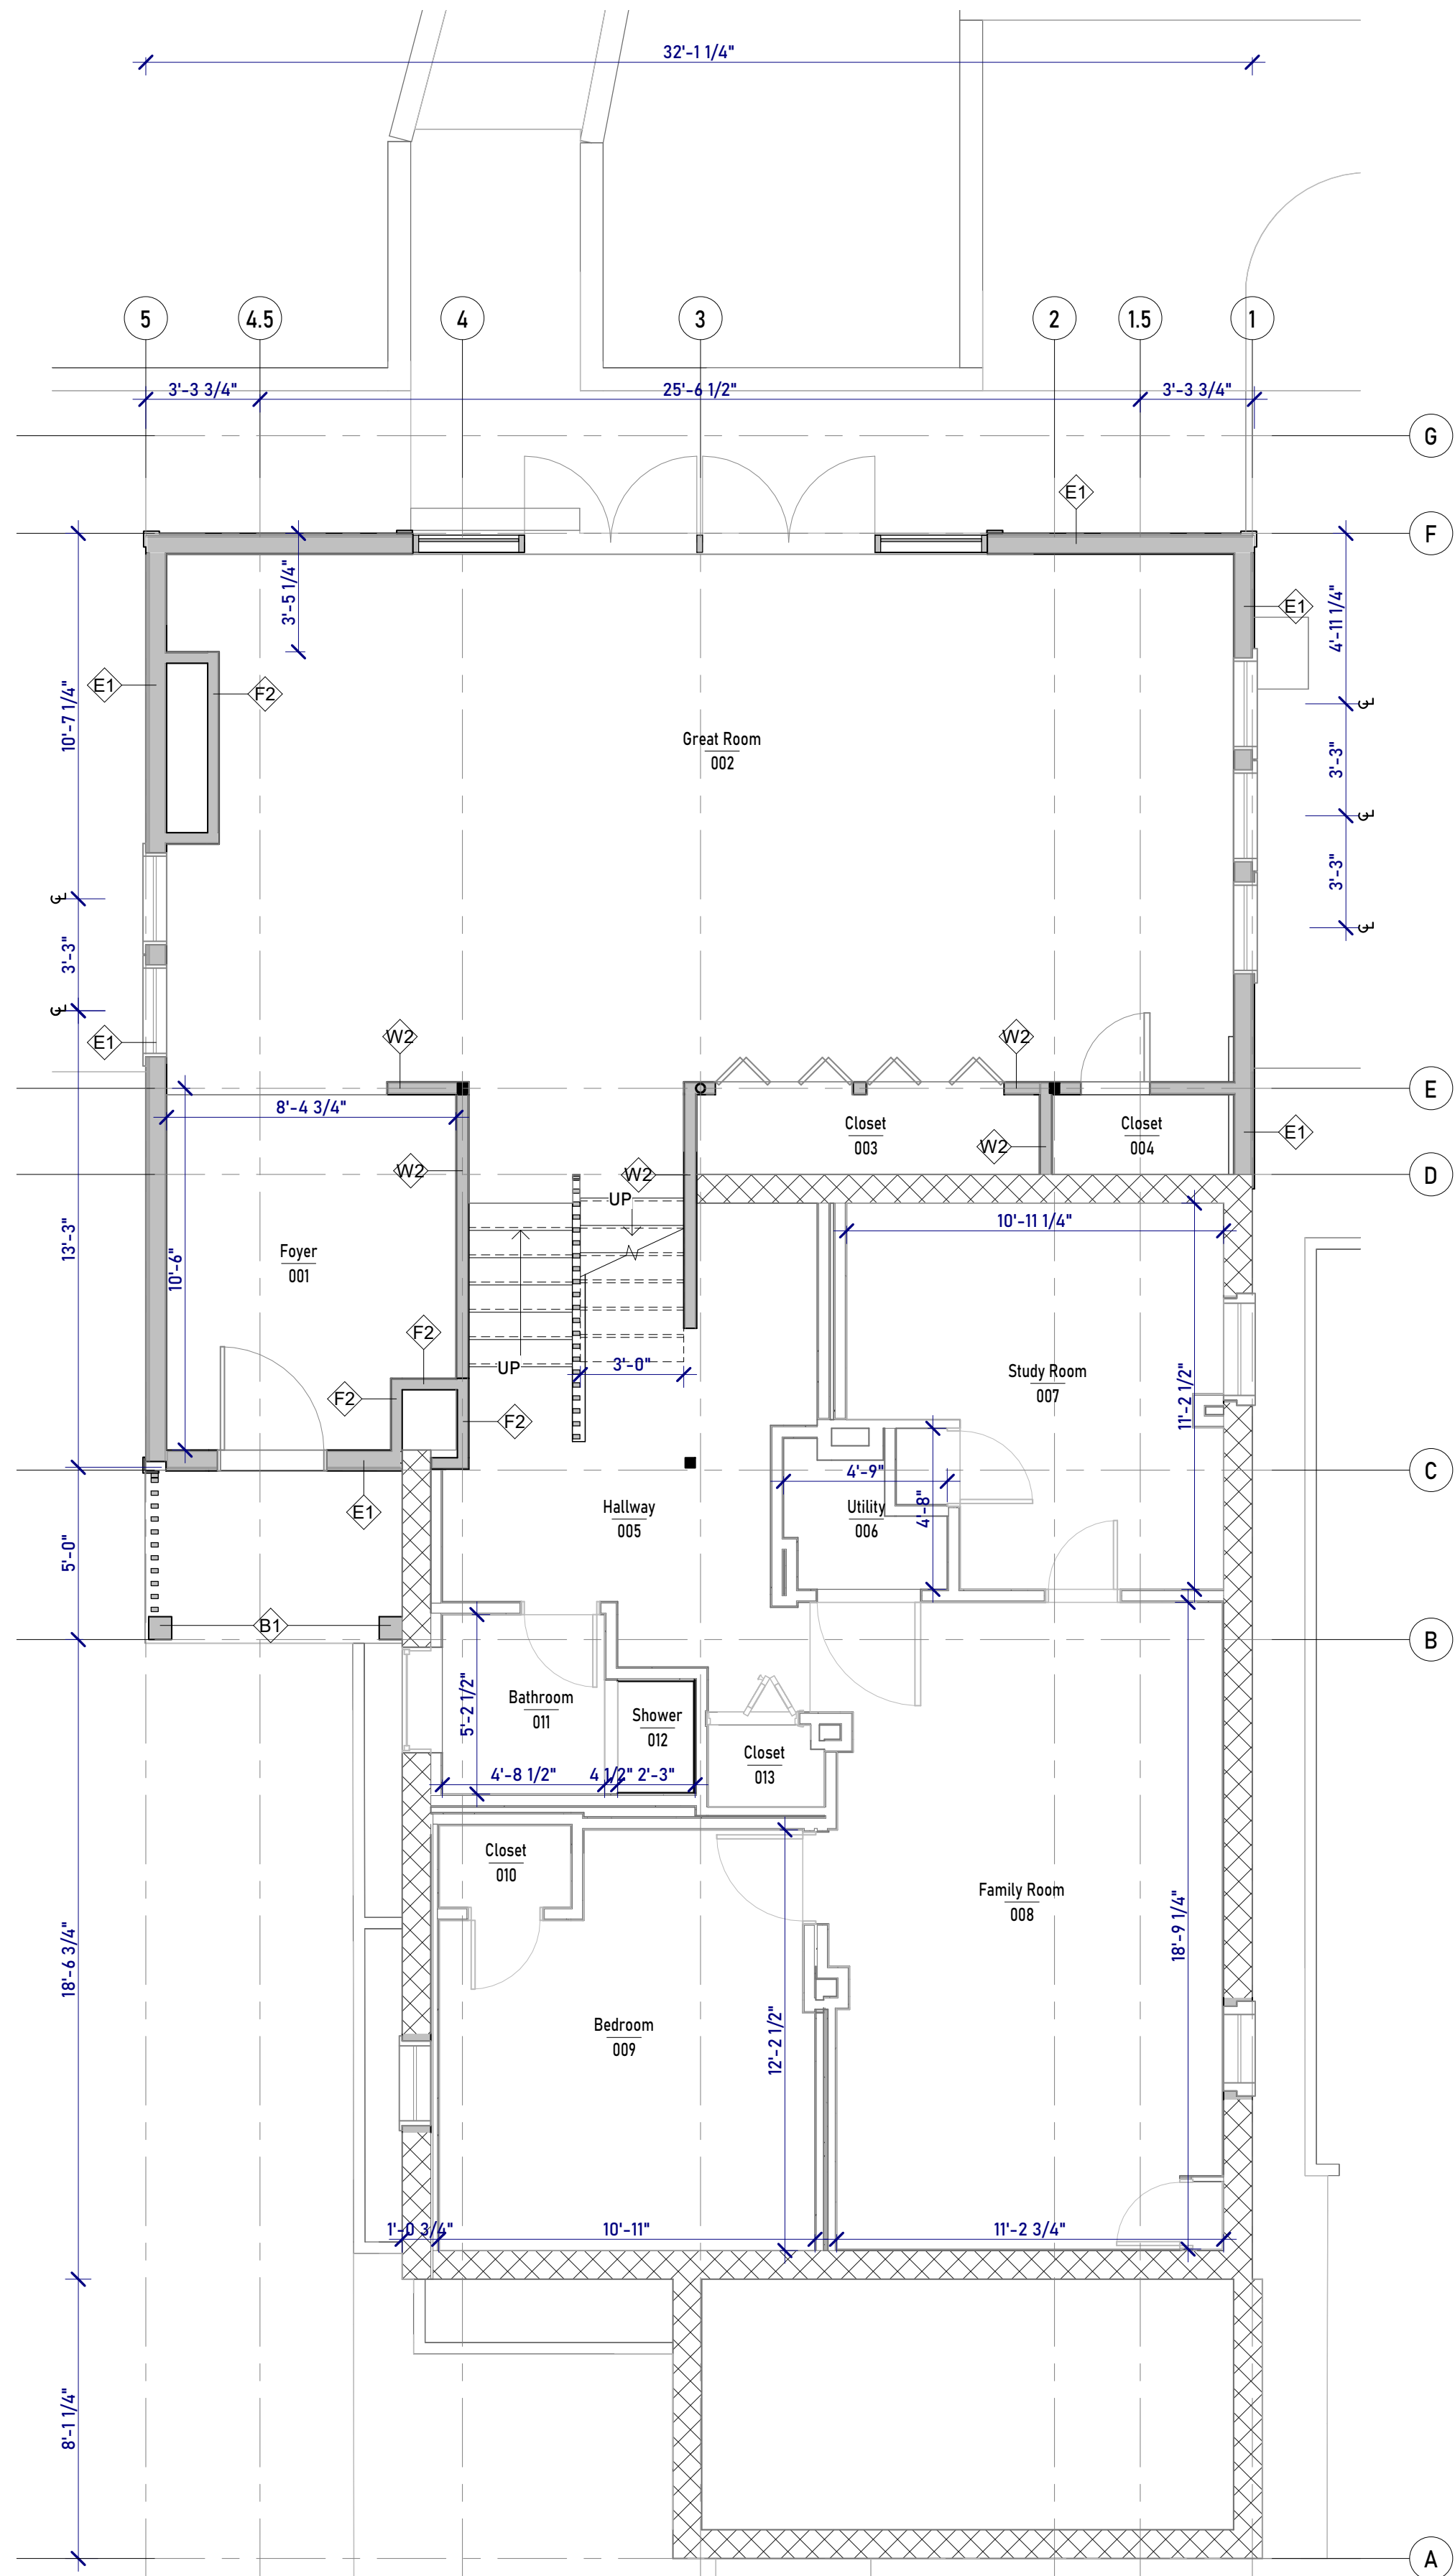 32'-1 1/4"
5
4.5
4
3
2
1.5
1
3'-3 3/4"
25'-6 1/2"
3'-3 3/4"
G
E1
F
3'-5 1/4"
E1
4'-11 1/4"
E1
F2
10'-7 1/4"
CL
Great Room
002
3'-3"
CL
3'-3"
CL
CL
3'-3"
CL
E1
W2
W2
E
8'-4 3/4"
Closet
003
Closet
004
E1
W2
W2
W2
D
UP
10'-11 1/4"
13'-3"
10'-6"
Foyer
001
F2
UP
3'-0"
Study Room
007
11'-2 1/2"
F2
F2
C
4'-9"
Hallway
005
Utility
006
4'-8"
E1
5'-0"
B1
B
Bathroom
011
5'-2 1/2"
Shower
012
Closet
013
4'-8 1/2"
4 1/2"
2'-3"
Closet
010
Family Room
008
18'-9 1/4"
18'-6 3/4"
Bedroom
009
12'-2 1/2"
1'-0 3/4"
10'-11"
11'-2 3/4"
8'-1 1/4"
A